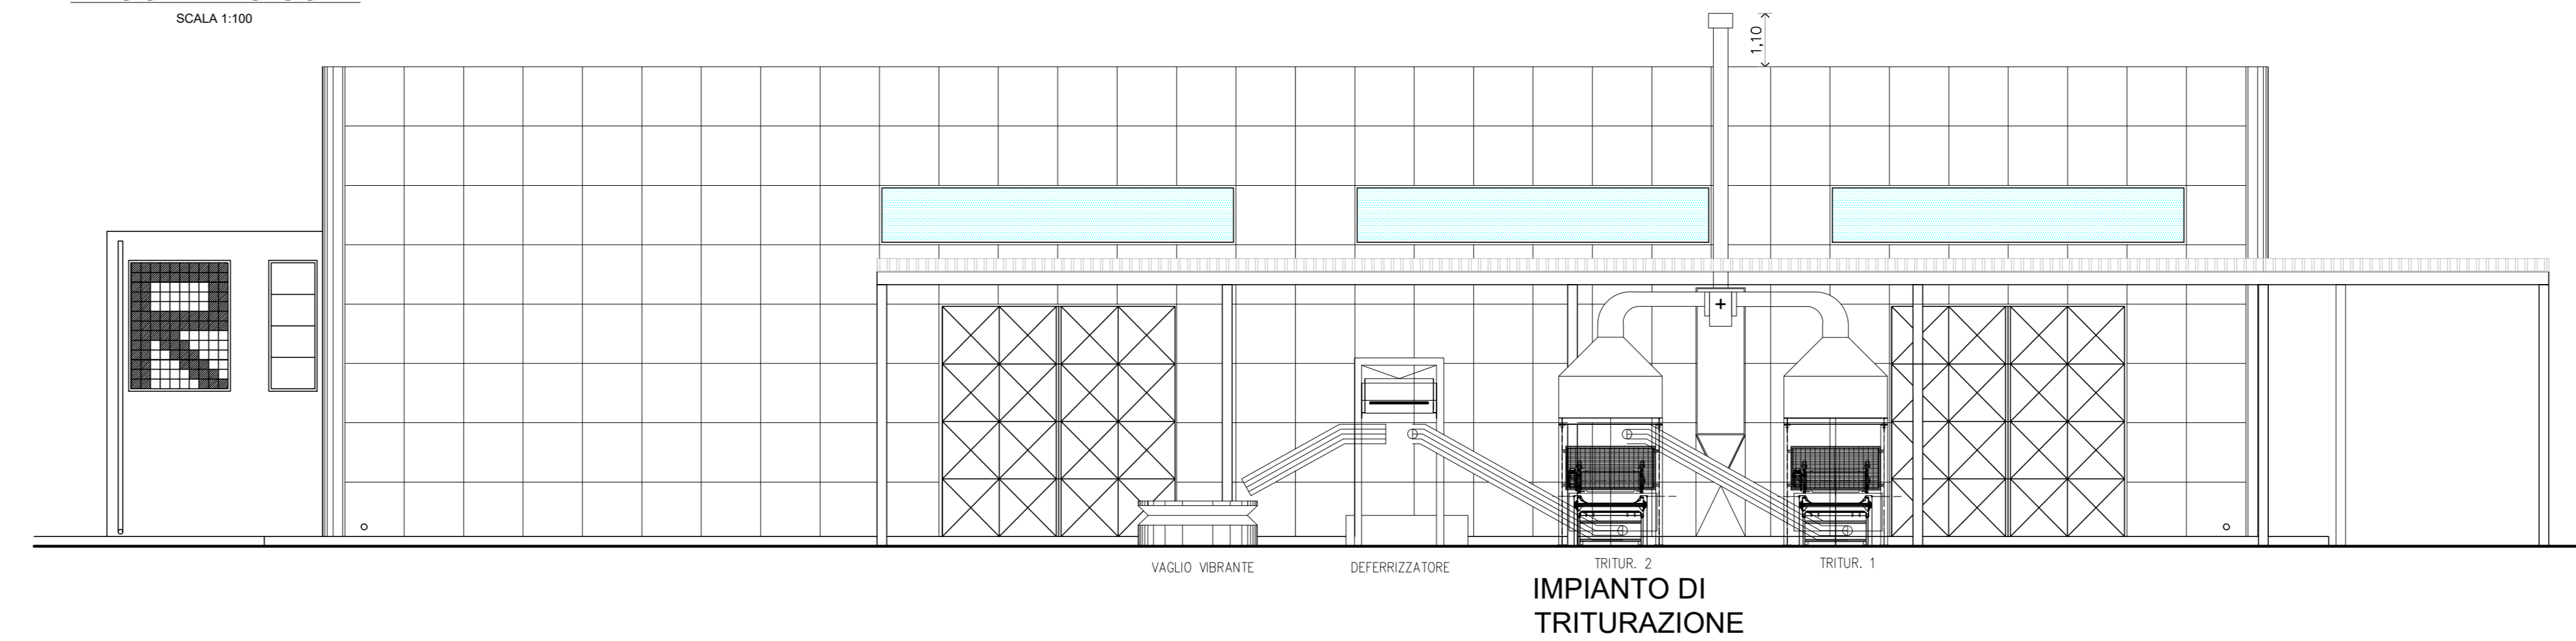 SCALA 1:100
1,10
VAGLIO VIBRANTE
DEFERRIZZATORE
TRITUR. 2
TRITUR. 1
IMPIANTO DI
TRITURAZIONE